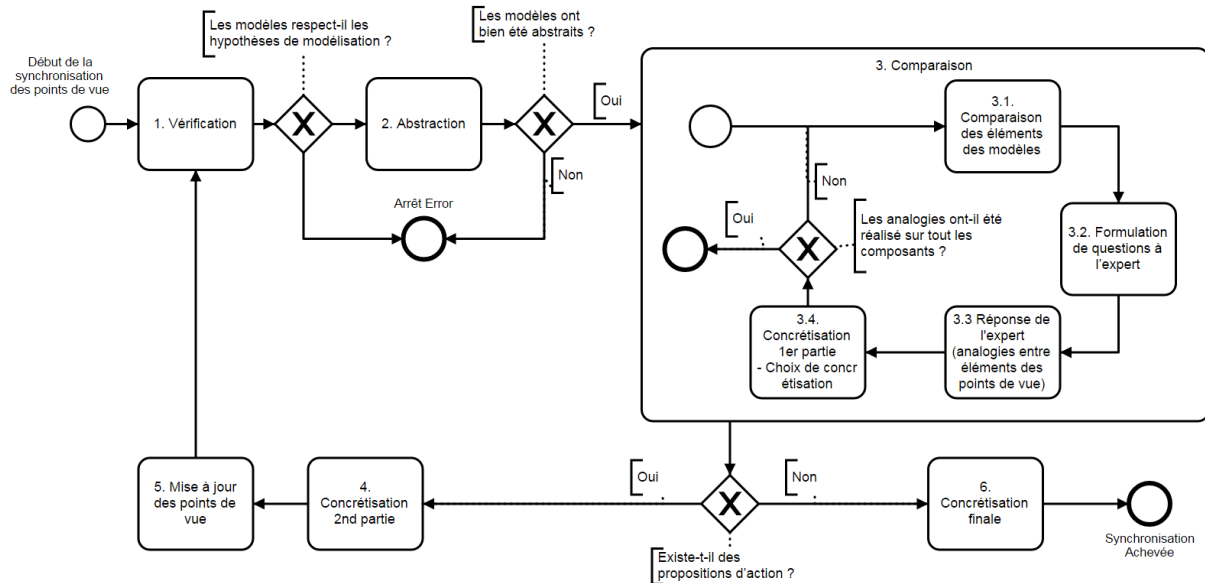 Les modèles respect-il les
hypothèses de modélisation ?
Les modèles ont
bien été abstraits ?
Début de la
synchronisation
des points de vue
1. Vérification
2. Abstraction
Oui
Non
Arrêt Error
3. Comparaison
3.1.
Comparaison
des éléments
des modèles
Non
Oui
Les analogies ont-il été
réalisé sur tout les
composants ?
3.2. Formulation
de questions à
l'expert
3.4.
Concrétisation
1er partie
- Choix de concr
étisation
3.3 Réponse de
l'expert
(analogies entre
éléments des
points de vue)
5. Mise à jour
des points de
vue
4.
Concrétisation
2nd partie
Oui
Non
6.
Concrétisation
finale
Existe-t-il des
propositions d'action ?
Synchronisation
Achevée